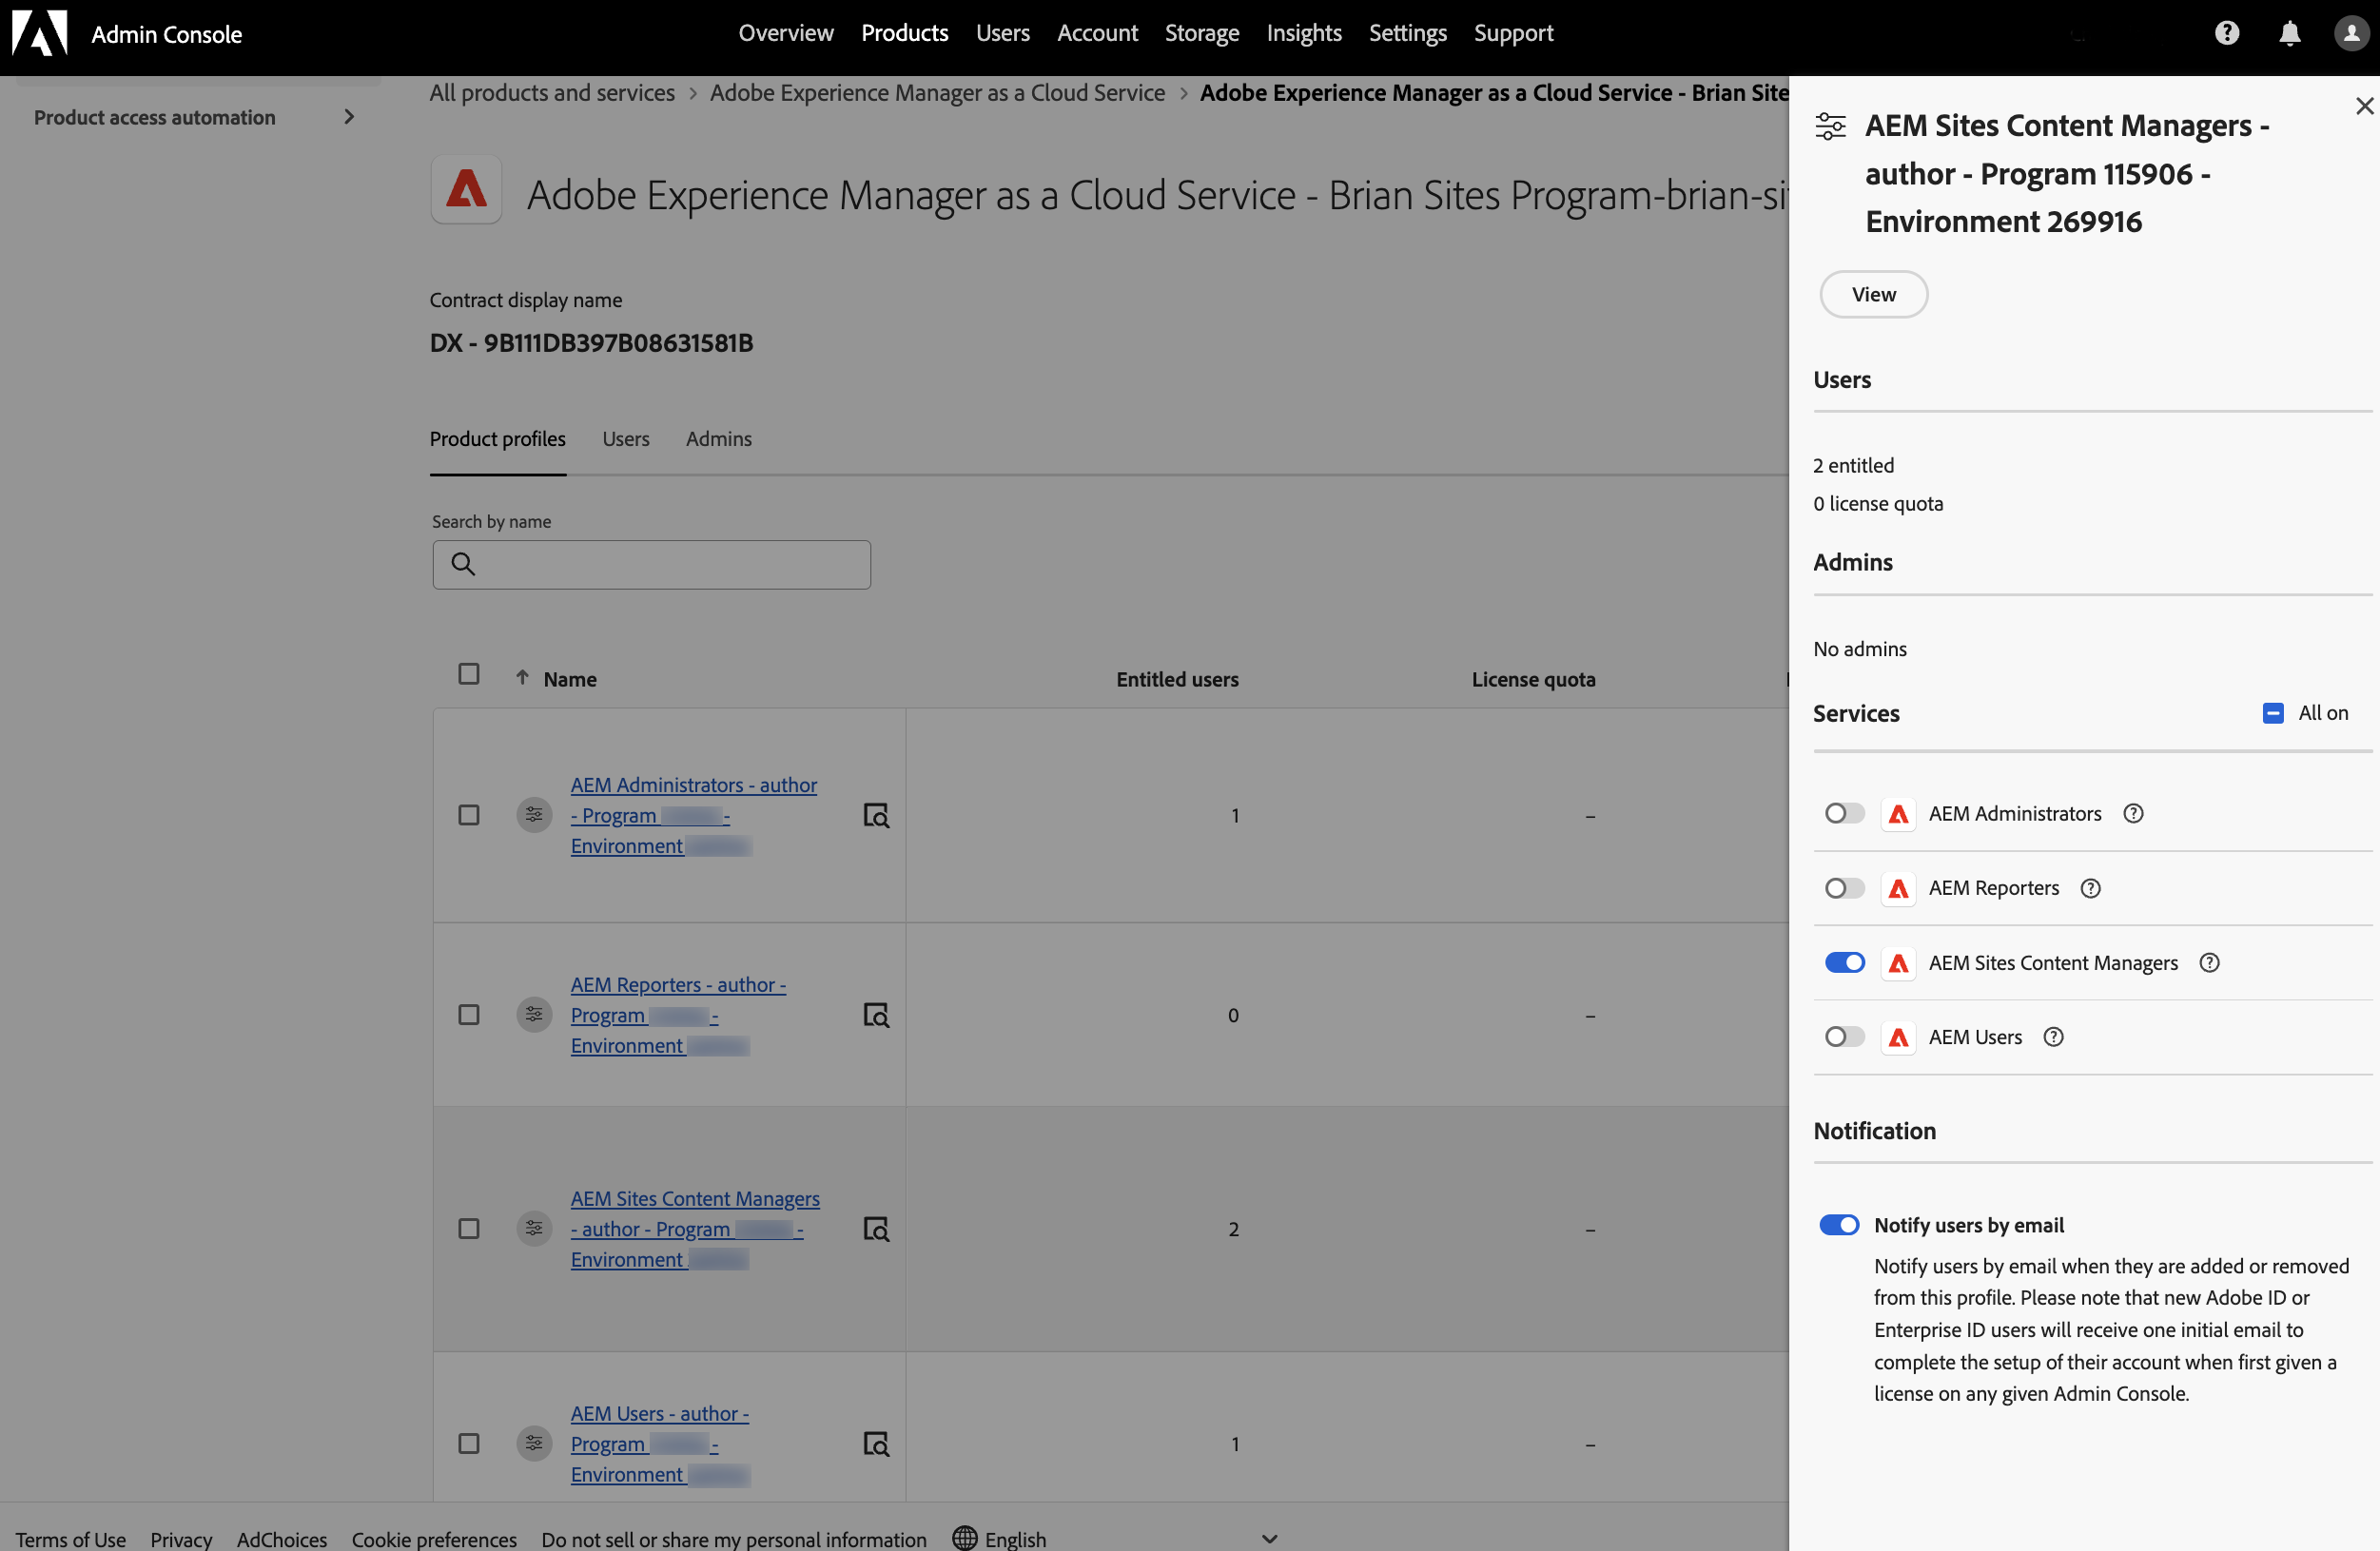 Admin Console
Overview Products Users Account Storage Insights Settings Support
Product access automation
All products and services > Adobe Experience Manager as a Cloud Service > Adobe Experience Manager as a Cloud Service - Brian Site
Adobe Experience Manager as a Cloud Service - Brian Sites Program-brian-si
Contract display name
DX - 9B111DB397B08631581B
Product profiles Users Admins
Search by name
Name Entitled users License quota
AEM Administrators - author
- Program -
Environment
1 –
AEM Reporters - author -
Program -
Environment
0 –
AEM Sites Content Managers
- author - Program -
Environment
2 –
AEM Users - author -
Program -
Environment
1 –
Terms of Use Privacy AdChoices Cookie preferences Do not sell or share my personal information English
AEM Sites Content Managers -
author - Program 115906 -
Environment 269916
View
Users
2 entitled
0 license quota
Admins
No admins
Services All on
AEM Administrators
AEM Reporters
AEM Sites Content Managers
AEM Users
Notification
Notify users by email
Notify users by email when they are added or removed
from this profile. Please note that new Adobe ID or
Enterprise ID users will receive one initial email to
complete the setup of their account when first given a
license on any given Admin Console.